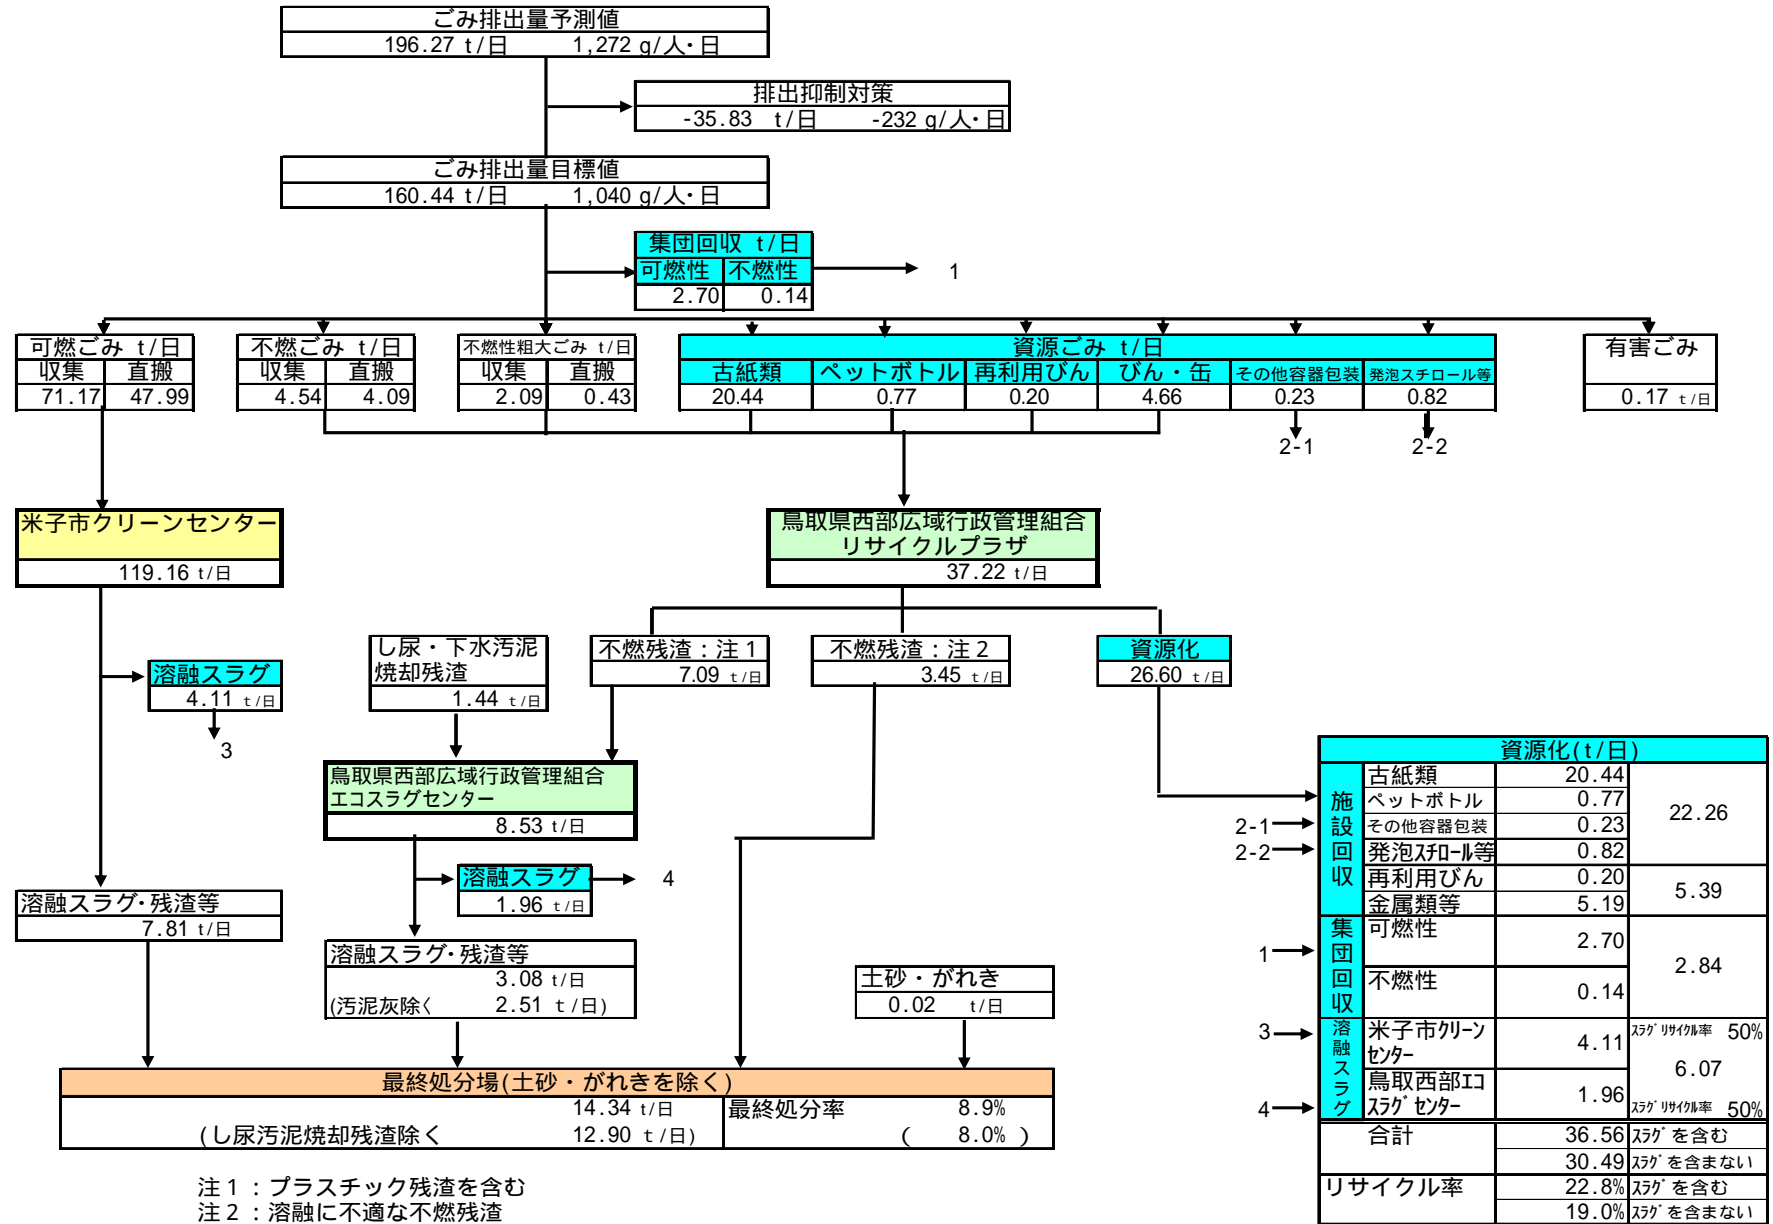 ごみ排出量予測値
196.27 t/日 1,272 g/人・日
排出抑制対策
-35.83 t/日 -232 g/人・日
ごみ排出量目標値
160.44 t/日 1,040 g/人・日
集団回収 t/日
可燃性 不燃性
2.70 0.14
1
可燃ごみ t/日
収集 直搬
71.17 47.99
不燃ごみ t/日
収集 直搬
4.54 4.09
不燃性粗大ごみ t/日
収集 直搬
2.09 0.43
資源ごみ t/日
古紙類 ペットボトル 再利用びん びん・缶 その他容器包装 発泡スチロール等
20.44 0.77 0.20 4.66 0.23 0.82
有害ごみ
0.17 t/日
2-1 2-2
米子市クリーンセンター
119.16 t/日
鳥取県西部広域行政管理組合
リサイクルプラザ
37.22 t/日
溶融スラグ
4.11 t/日
3
し尿・下水汚泥
焼却残渣
1.44 t/日
不燃残渣：注１
7.09 t/日
不燃残渣：注２
3.45 t/日
資源化
26.60 t/日
鳥取県西部広域行政管理組合
エコスラグセンター
8.53 t/日
溶融スラグ
1.96 t/日
4
溶融スラグ・残渣等
7.81 t/日
溶融スラグ・残渣等
3.08 t/日
(汚泥灰除く 2.51 t/日)
土砂・がれき
0.02 t/日
最終処分場(土砂・がれきを除く)
14.34 t/日 最終処分率 8.9%
(し尿汚泥焼却残渣除く 12.90 t/日) ( 8.0% )
注１：プラスチック残渣を含む
注２：溶融に不適な不燃残渣
資源化(t/日)
施設回収
古紙類 20.44
ペットボトル 0.77
22.26
2-1 その他容器包装 0.23
2-2 発泡ｽﾁﾛｰﾙ等 0.82
再利用びん 0.20
5.39
金属類等 5.19
集団回収
可燃性 2.70
1
2.84
不燃性 0.14
溶融スラグ
3 米子市ｸﾘｰﾝ
ｾﾝﾀｰ 4.11 ｽﾗｸﾞﾘｻｲｸﾙ率 50%
6.07
4 鳥取西部ｴｺ
ｽﾗｸﾞｾﾝﾀｰ 1.96 ｽﾗｸﾞﾘｻｲｸﾙ率 50%
合計 36.56 ｽﾗｸﾞを含む
30.49 ｽﾗｸﾞを含まない
リサイクル率 22.8% ｽﾗｸﾞを含む
19.0% ｽﾗｸﾞを含まない